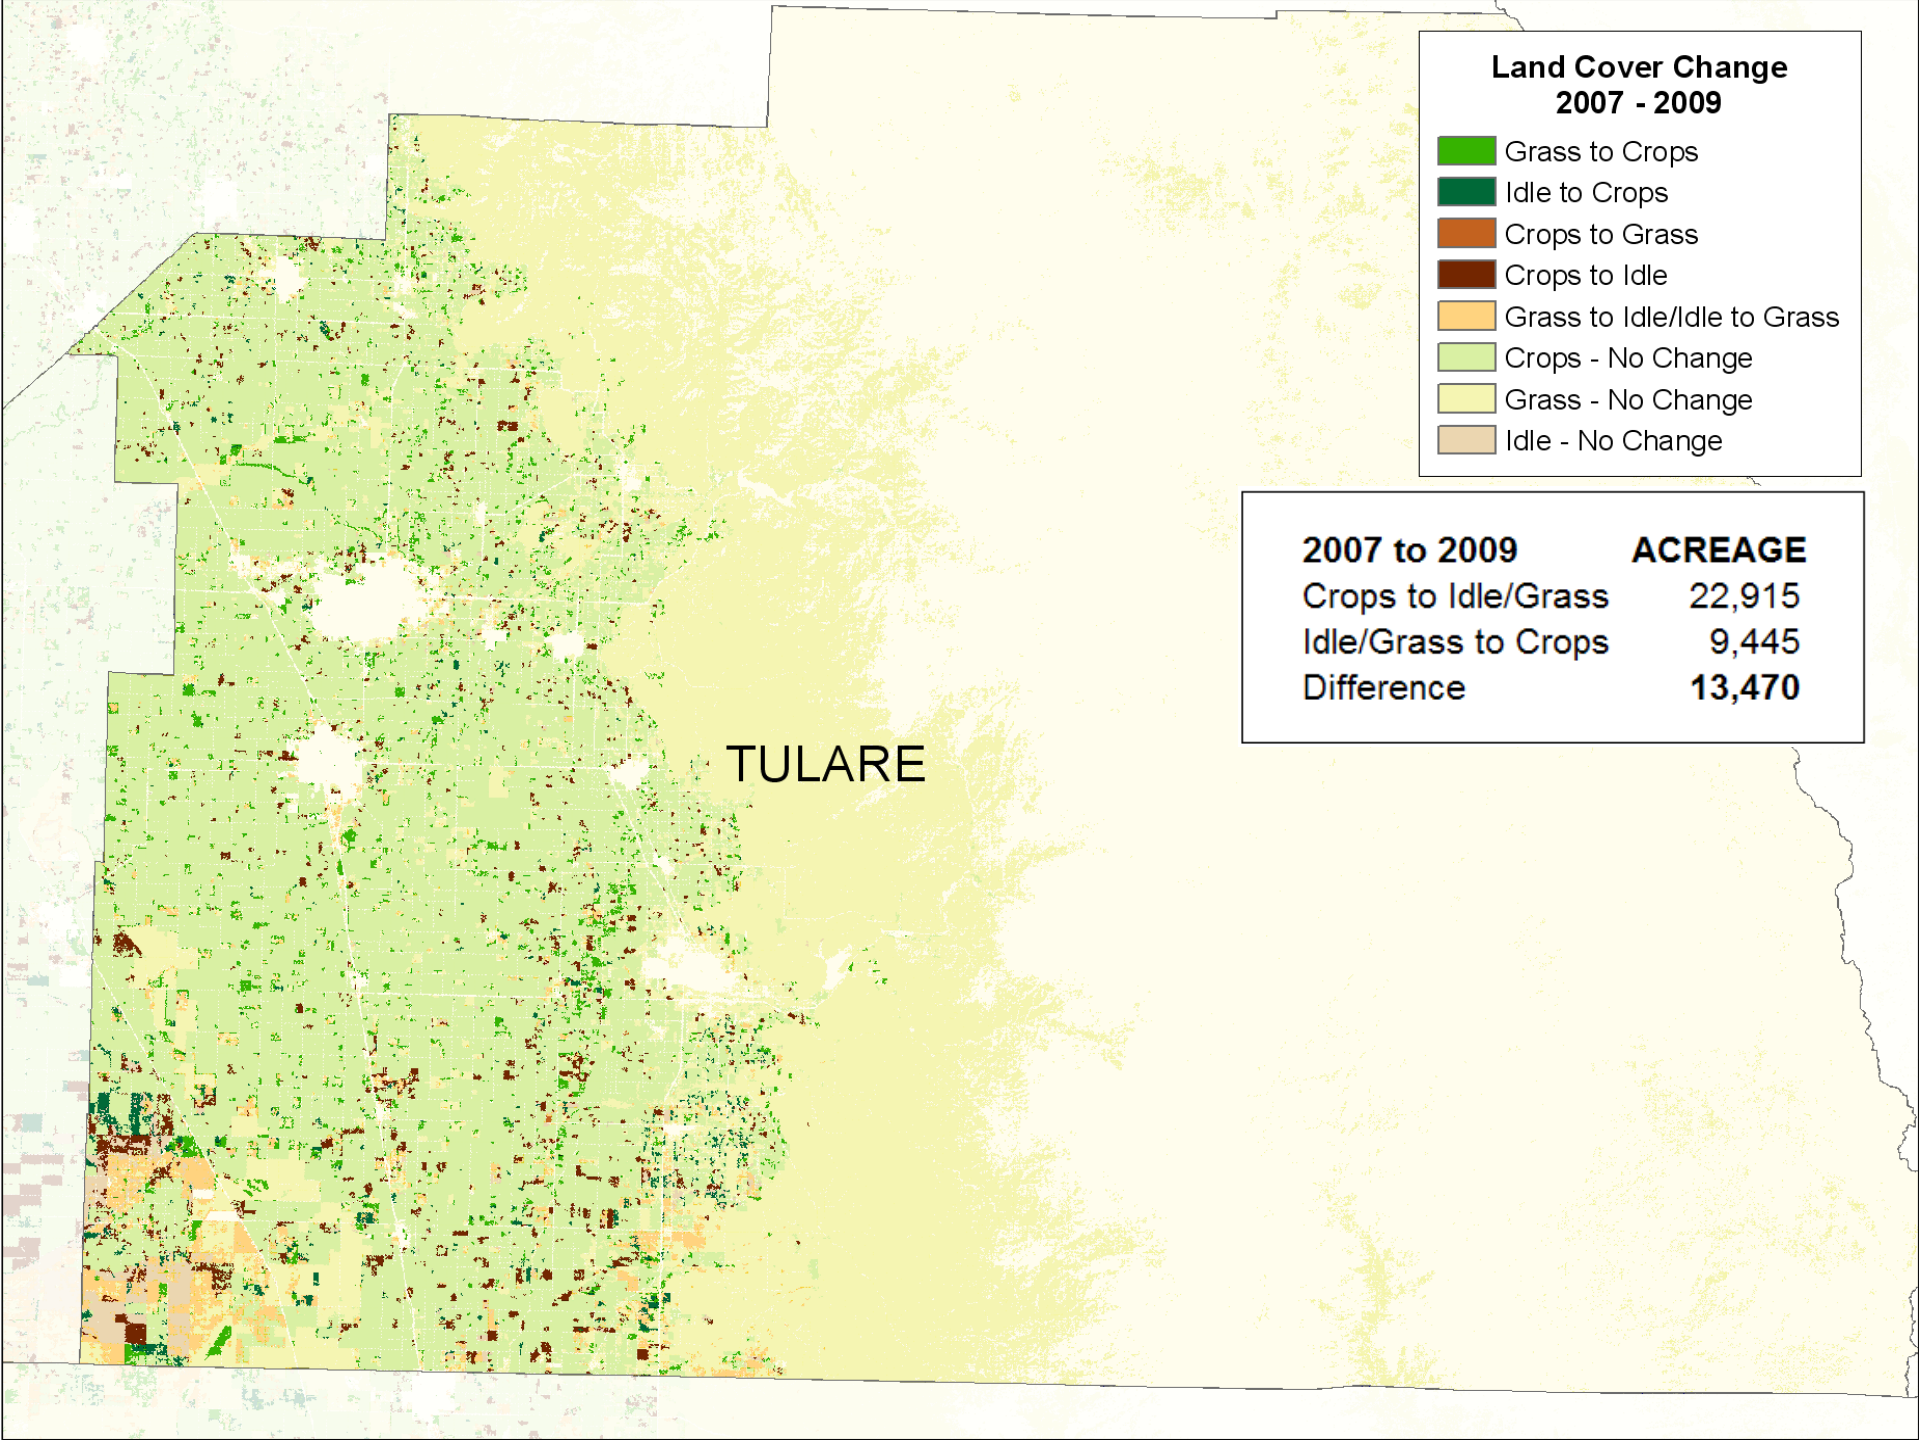 Land Cover Change
2007 - 2009
Grass to Crops
Idle to Crops
Crops to Grass
Crops to Idle
Grass to Idle/Idle to Grass
Crops - No Change
Grass - No Change
Idle - No Change
2007 to 2009 ACREAGE
Crops to Idle/Grass 22,915
Idle/Grass to Crops 9,445
Difference 13,470
TULARE